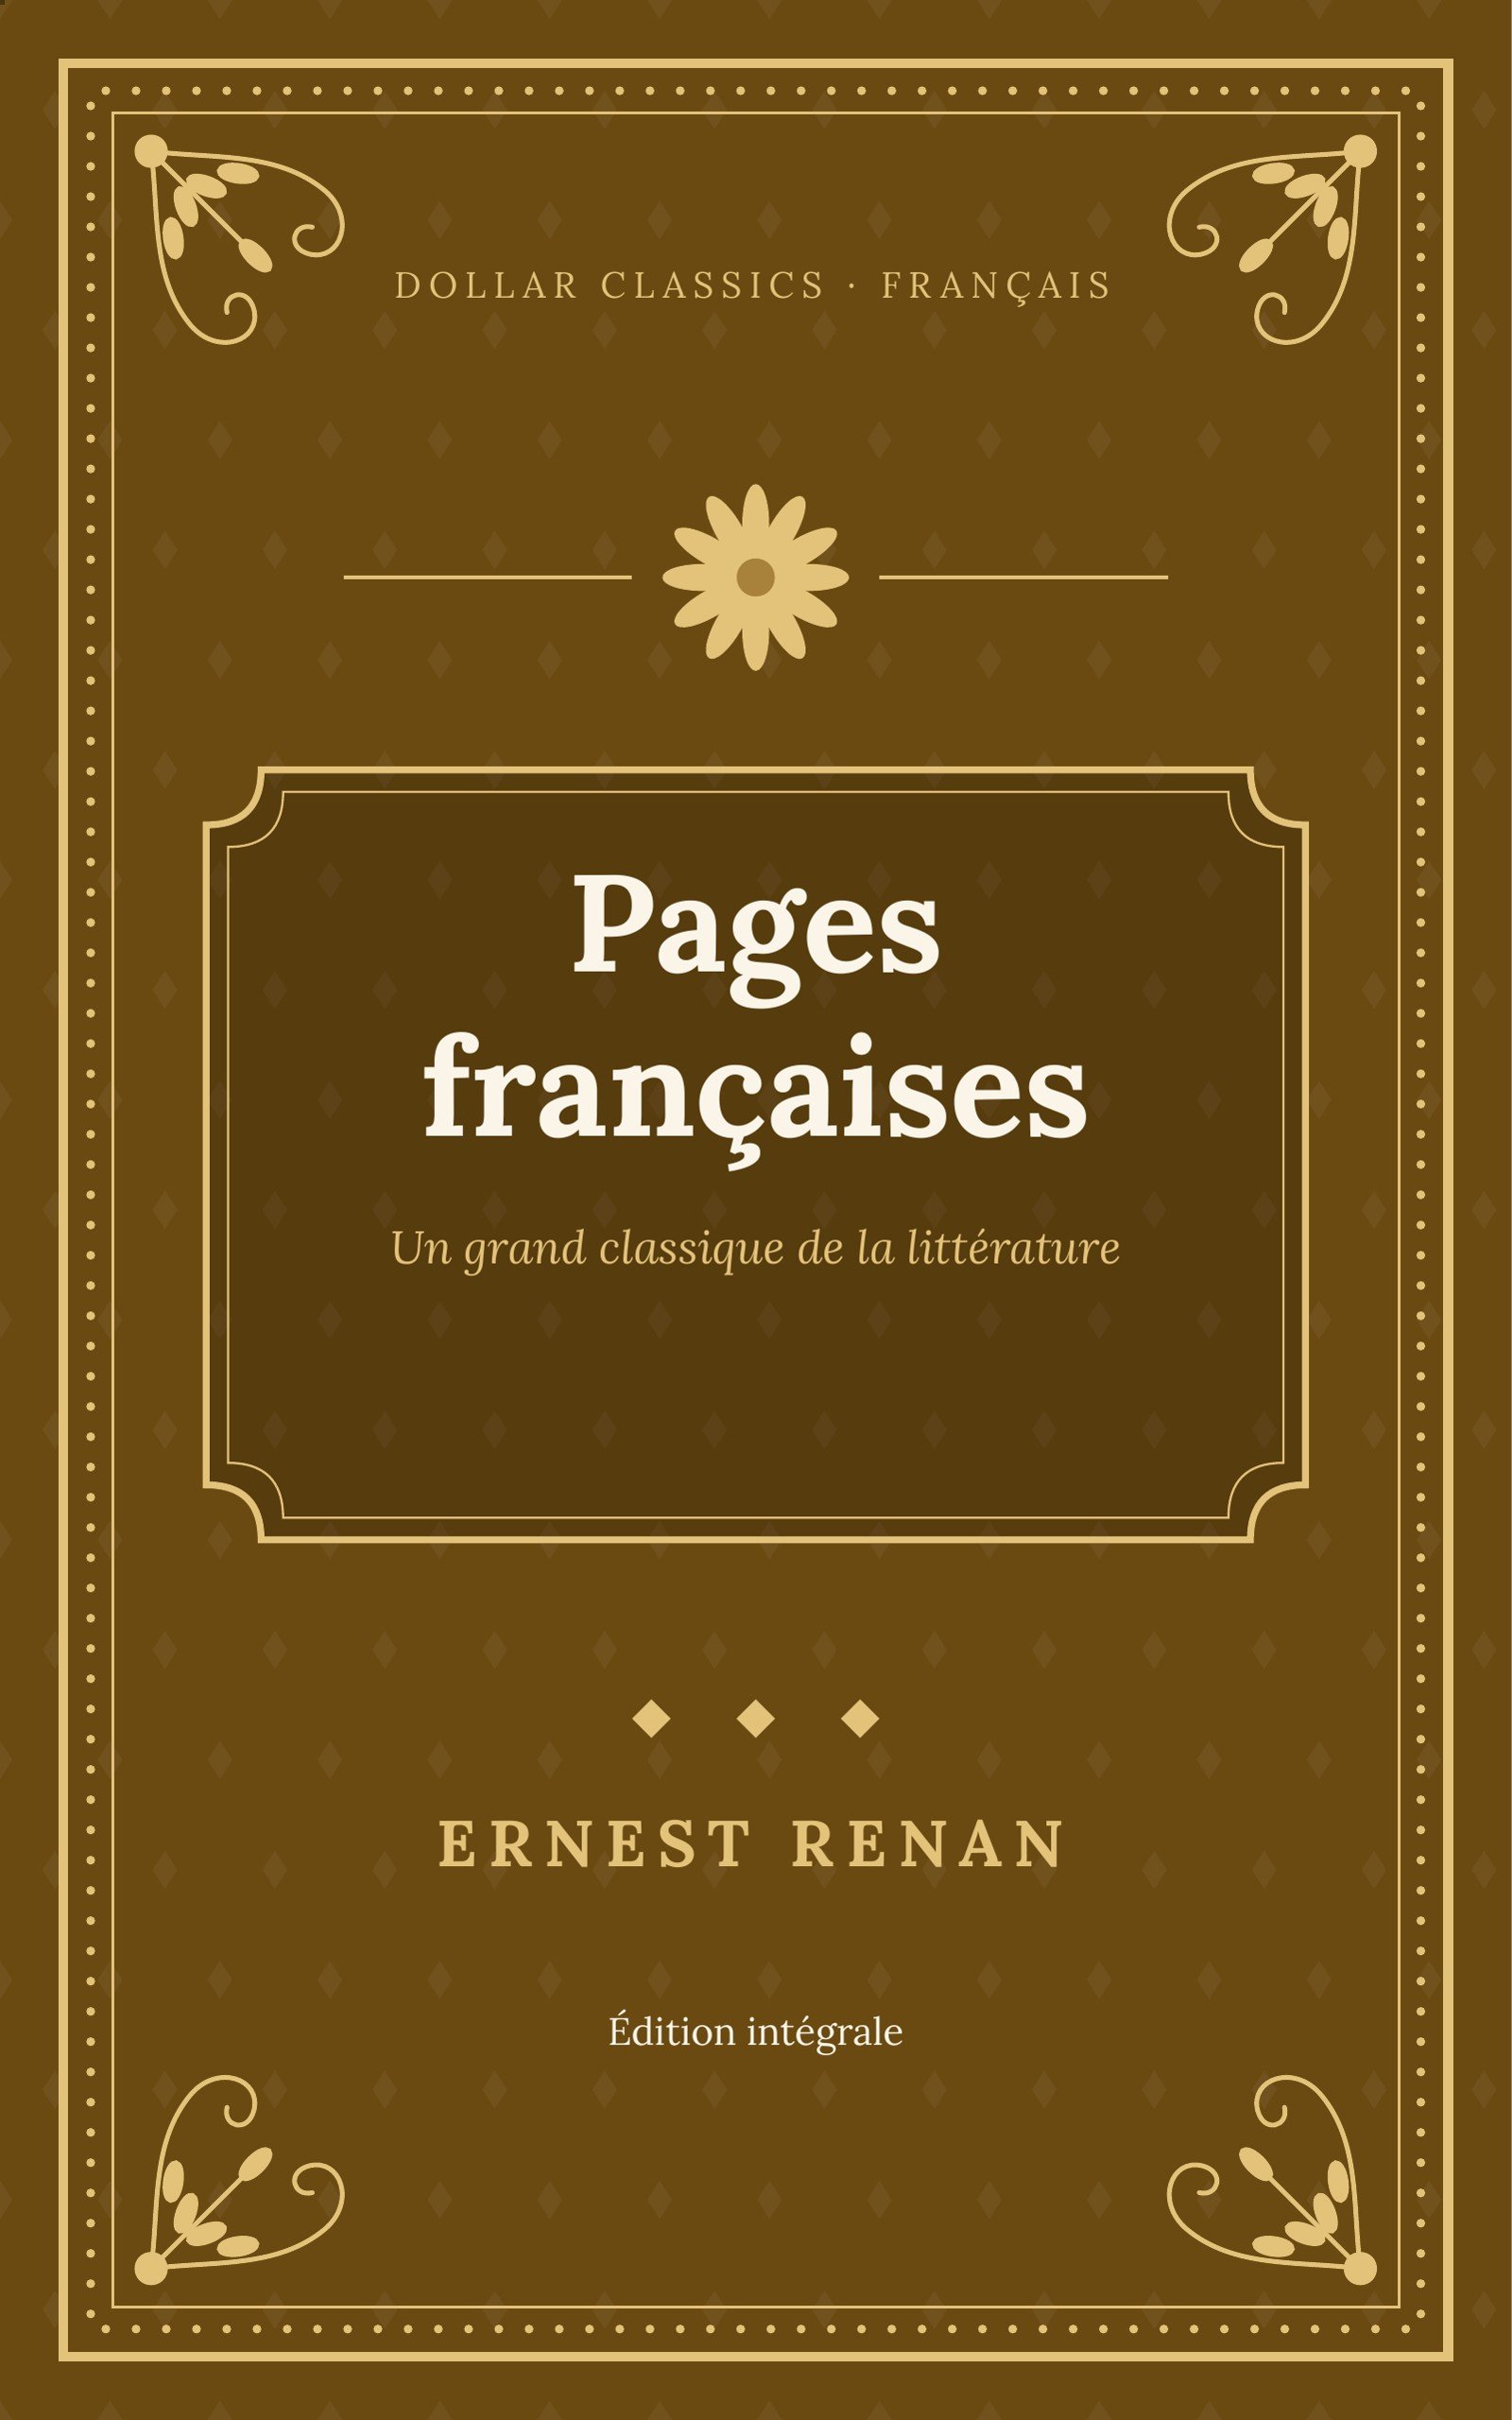 DOLLAR CLASSICS · FRANÇAIS
Pages
françaises
Un grand classique de la littérature
ERNEST RENAN
Édition intégrale